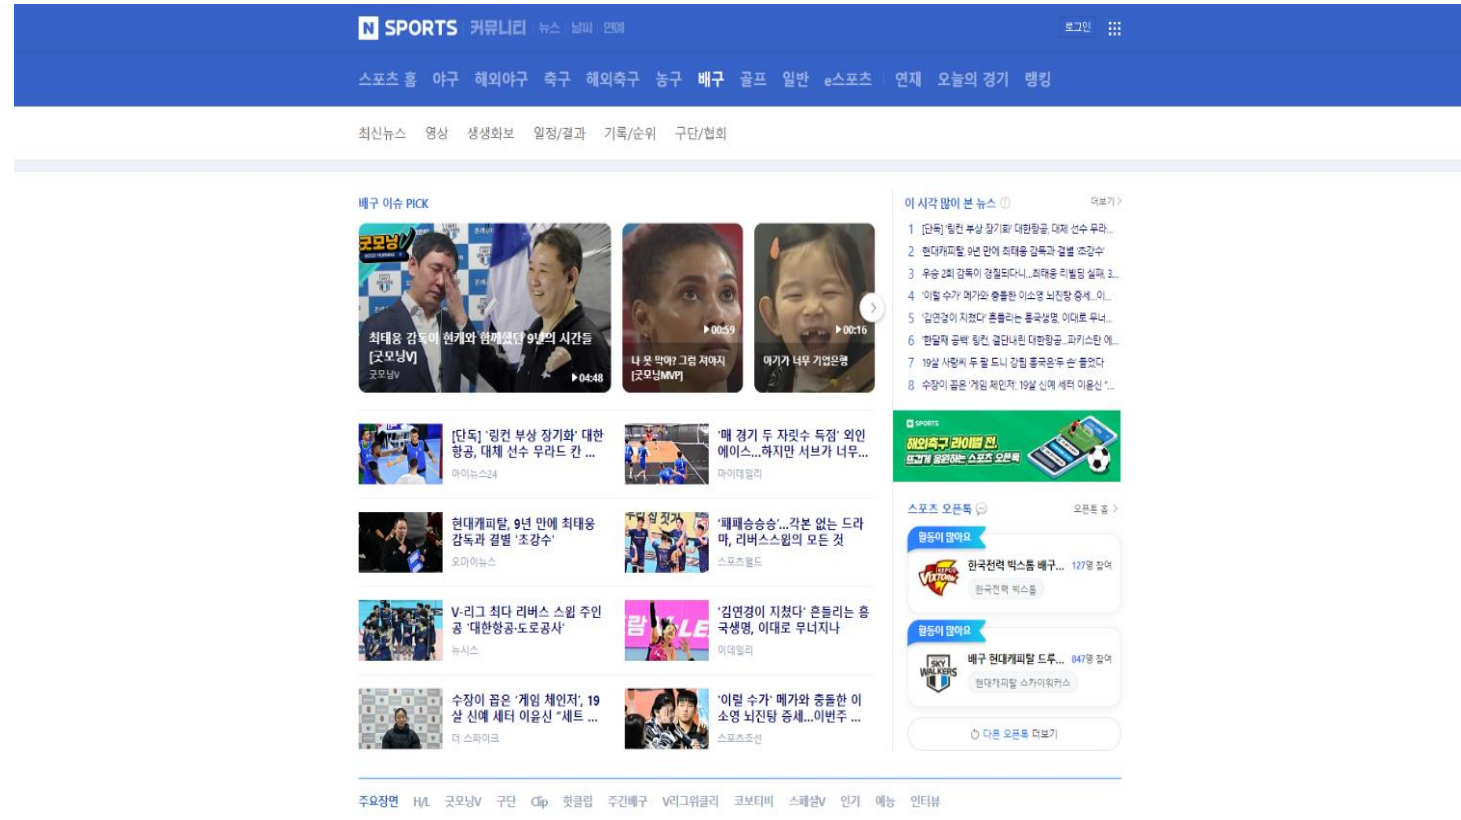 N SPORTS 커뮤니티 뉴스 날씨 연예
로그인
스포츠 홈 야구 해외야구 축구 해외축구 농구 배구 골프 일반 e스포츠 연재 오늘의 경기 랭킹
최신뉴스 영상 생생화보 일정/결과 기록/순위 구단/협회
배구 이슈 PICK
굿모닝V
GOOD MORNING V
최태웅 감독이 현캐와 함께했던 9년의 시간들
[굿모닝V]
굿모닝V
04:48
00:59
나 못 막아? 그럼 져야지
[굿모닝MVP]
00:16
아기가 너무 기업은행
[단독] '링컨 부상 장기화' 대한
항공, 대체 선수 무라드 칸 ...
아이뉴스24
'매 경기 두 자릿수 득점' 외인
에이스...하지만 서브가 너무...
마이데일리
현대캐피탈, 9년 만에 최태웅
감독과 결별 '초강수'
오마이뉴스
'패패승승승'...각본 없는 드라
마, 리버스스윕의 모든 것
스포츠월드
V-리그 최다 리버스 스윕 주인
공 '대한항공·도로공사'
뉴시스
'김연경이 지쳤다' 흔들리는 흥
국생명, 이대로 무너지나
이데일리
수장이 꼽은 '게임 체인저', 19
살 신예 세터 이윤신 "세트 ...
더 스파이크
'이럴 수가' 메가와 충돌한 이
소영 뇌진탕 증세...이번주 ...
스포츠조선
이 시각 많이 본 뉴스
더보기
1 [단독] '링컨 부상 장기화' 대한항공, 대체 선수 무라...
2 현대캐피탈, 9년 만에 최태웅 감독과 결별 '초강수'
3 우승 2회 감독이 경질되다니...최태웅 리빌딩 실패, 3...
4 '이럴 수가' 메가와 충돌한 이소영 뇌진탕 증세...이...
5 '김연경이 지쳤다' 흔들리는 흥국생명, 이대로 무너...
6 '한달째 공백' 링컨, 결단내린 대한항공...파키스탄 에...
7 19살 사랑씨 두 팔 드니 강팀 흥국은 '두 손' 들었다
8 수장이 꼽은 '게임 체인저', 19살 신예 세터 이윤신 "...
N SPORTS
해외축구 라이벌 전,
뜨겁게 응원하는 스포츠 오픈톡
스포츠 오픈톡
오픈톡 홈
활동이 많아요
한국전력 빅스톰 배구... 127명 참여
한국전력 빅스톰
활동이 많아요
SKY
WALKERS
배구 현대캐피탈 드루... 847명 참여
현대캐피탈 스카이워커스
다른 오픈톡 더보기
주요장면 H/L 굿모닝V 구단 Clip 핫클립 주간배구 V리그위클리 코보티비 스페셜V 인기 예능 인터뷰